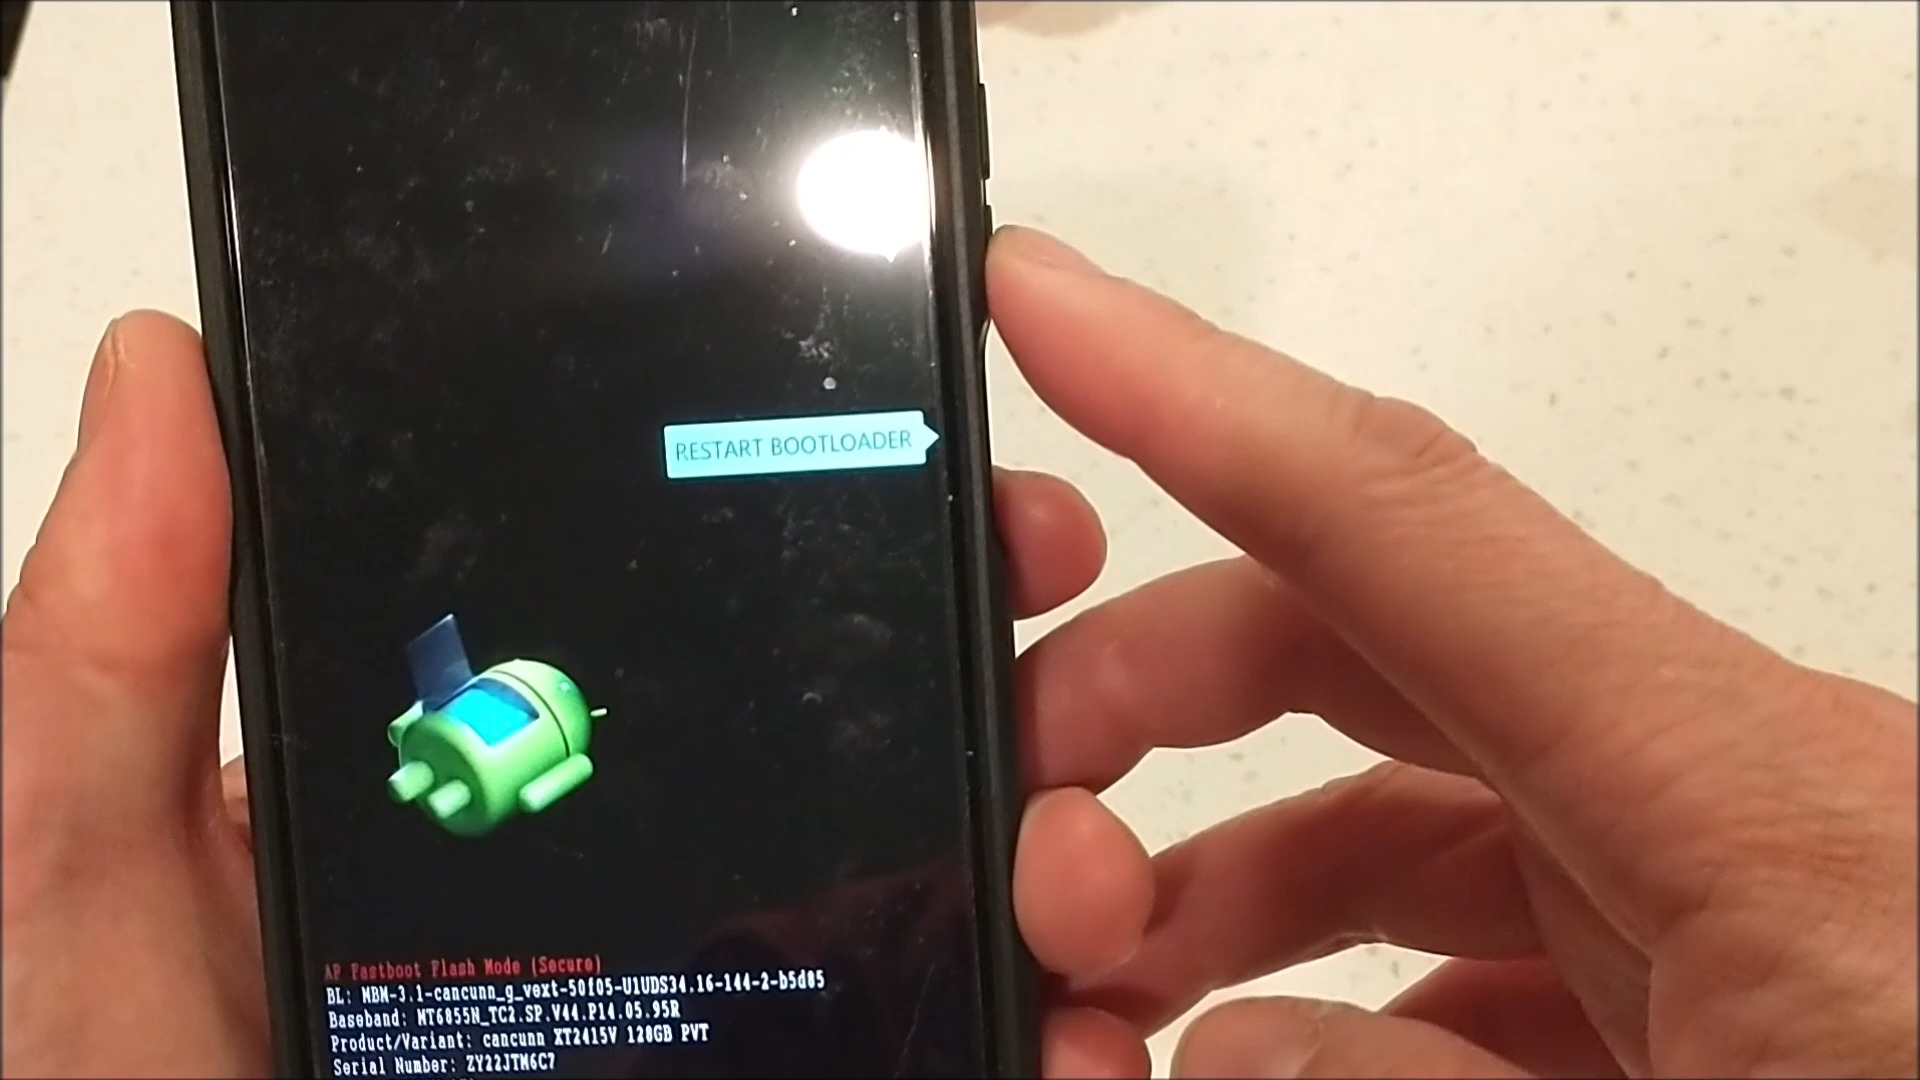 RESTART BOOTLOADER
AP Fastboot Flash Mode (Secure)
BL: MBM-3.1-cancunn_g_vext-50f05-U1UDS34.16-144-2-b5d85
Baseband: MT6855N_TC2.SP.V44.P14.05.95R
Product/Variant: cancunn XT2415V 128GB PVT
Serial Number: ZY22JTM6C7